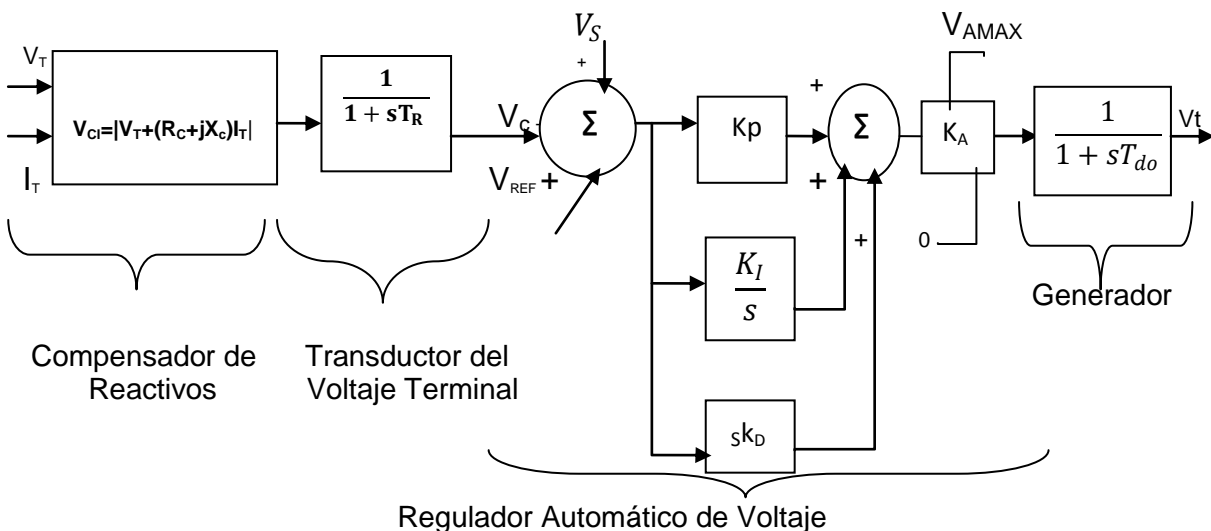 V_T
V_CI=|V_T+(R_C+jX_c)I_T|
I_T
1
1 + sT_R
V_S
+
V_C -
V_REF +
Σ
Kp
K_I
s
sk_D
+
+
+
Σ
V_AMAX
K_A
0
1
1 + sT_do
Vt
Generador
Compensador de
Reactivos
Transductor del
Voltaje Terminal
Regulador Automático de Voltaje